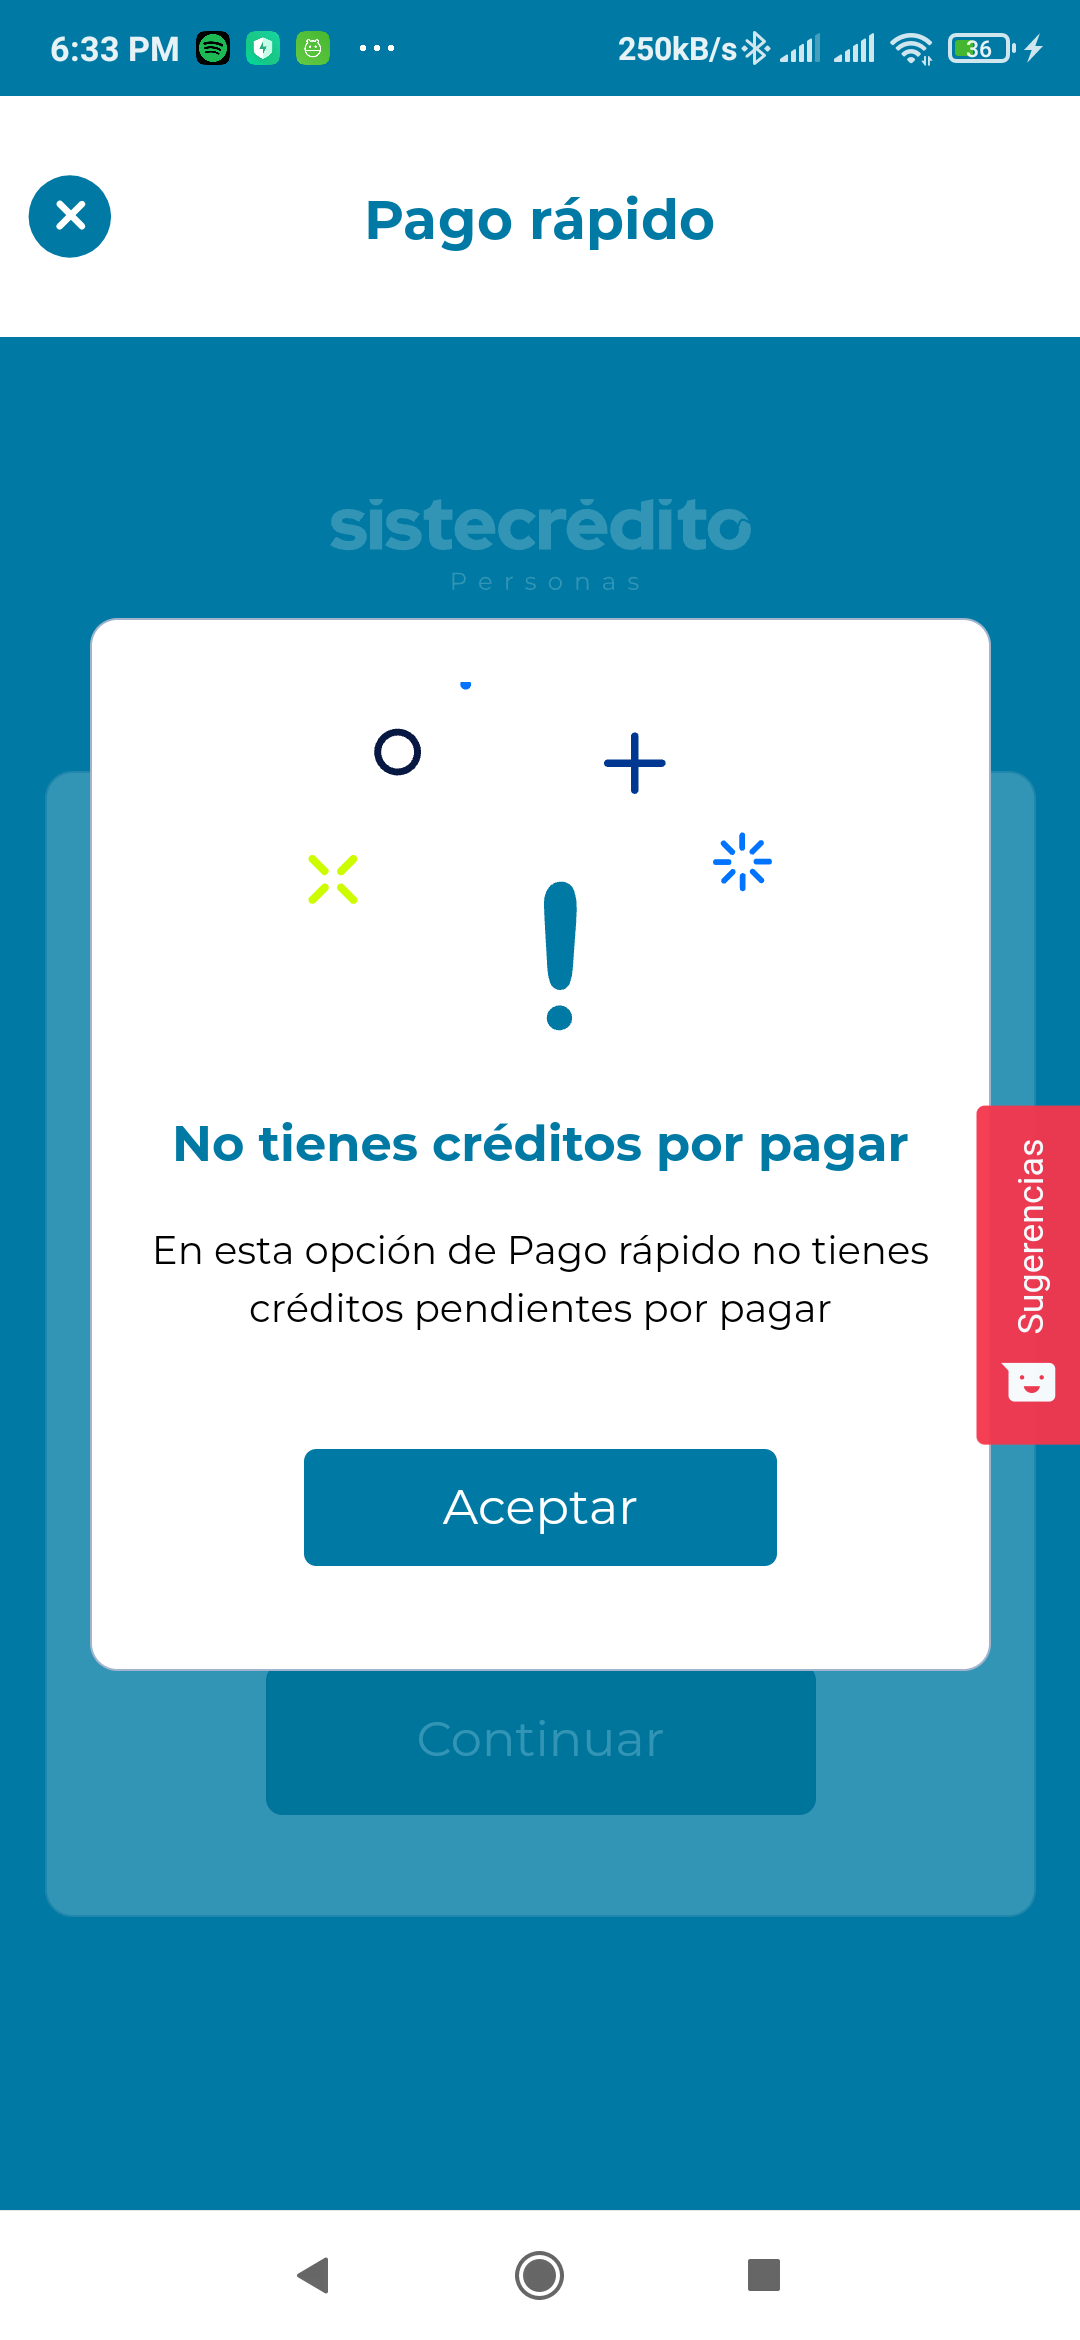 6:33 PM
250kB/s
36
Pago rápido
sistecrédito
Personas
No tienes créditos por pagar
En esta opción de Pago rápido no tienes
créditos pendientes por pagar
Sugerencias
Aceptar
Continuar